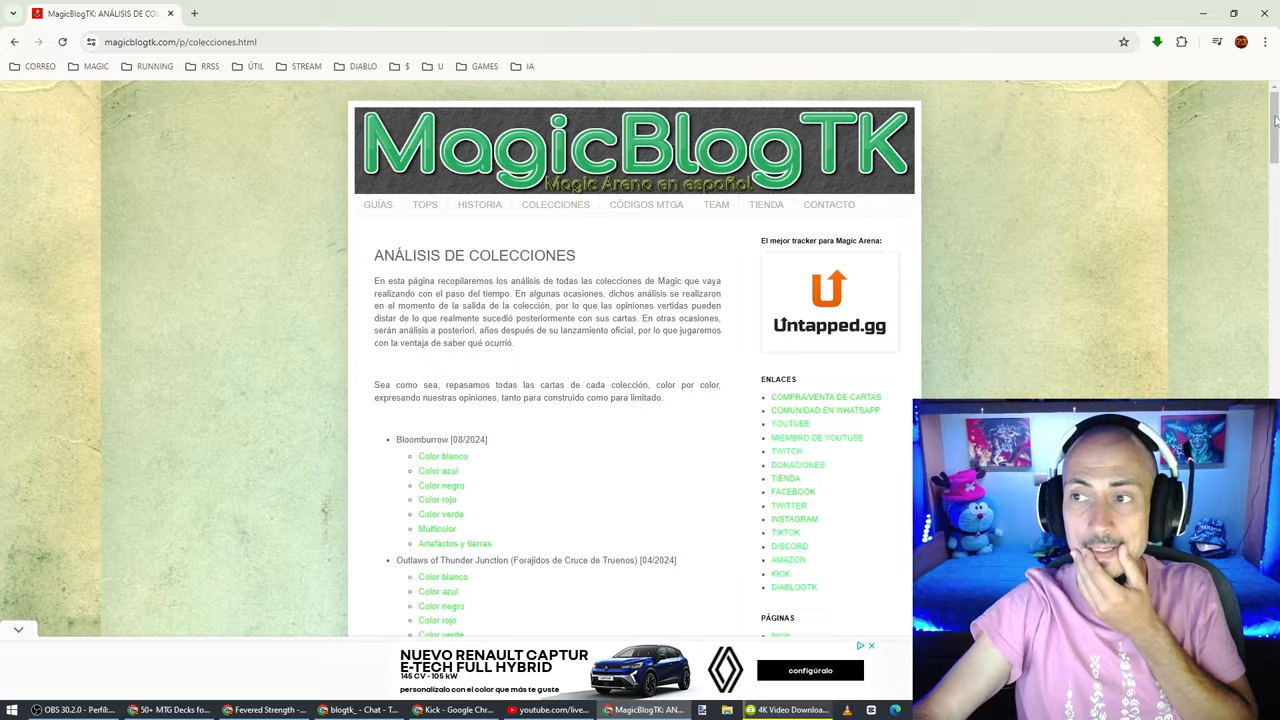 MagicBlogTK: ANÁLISIS DE COL
magicblogtk.com/p/colecciones.html
CORREO
MAGIC
RUNNING
RRSS
ÚTIL
STREAM
DIABLO
$
U
GAMES
IA
MagicBlogTK
Magic Arena en español
GUÍAS
TOPS
HISTORIA
COLECCIONES
CÓDIGOS MTGA
TEAM
TIENDA
CONTACTO
ANÁLISIS DE COLECCIONES
En esta página recopilaremos los análisis de todas las colecciones de Magic que vaya
realizando con el paso del tiempo. En algunas ocasiones, dichos análisis se realizaron
en el momento de la salida de la colección, por lo que las opiniones vertidas pueden
distar de lo que realmente sucedió posteriormente con sus cartas. En otras ocasiones,
serán análisis a posteriori, años después de su lanzamiento oficial, por lo que jugaremos
con la ventaja de saber qué ocurrió.
Sea como sea, repasamos todas las cartas de cada colección, color por color,
expresando nuestras opiniones, tanto para construido como para limitado.
Bloomburrow [08/2024]
Color blanco
Color azul
Color negro
Color rojo
Color verde
Multicolor
Artefactos y tierras
Outlaws of Thunder Junction (Forajidos de Cruce de Truenos) [04/2024]
Color blanco
Color azul
Color negro
Color rojo
Color verde
El mejor tracker para Magic Arena:
Untapped.gg
ENLACES
COMPRA/VENTA DE CARTAS
COMUNIDAD EN WHATSAPP
YOUTUBE
MIEMBRO DE YOUTUBE
TWITCH
DONACIONES
TIENDA
FACEBOOK
TWITTER
INSTAGRAM
TIKTOK
DISCORD
AMAZON
KICK
DIABLOGTK
PÁGINAS
Inicio
NUEVO RENAULT CAPTUR
E-TECH FULL HYBRID
145 CV - 105 kW
personalízalo con el color que más te guste
configúralo
OBS 30.2.0 - Perfil:...
50+ MTG Decks fo...
Fevered Strength -...
blogtk_ - Chat - T...
Kick - Google Chr...
https://www.youtube.com/live...
MagicBlogTK: AN...
4K Video Downloa...